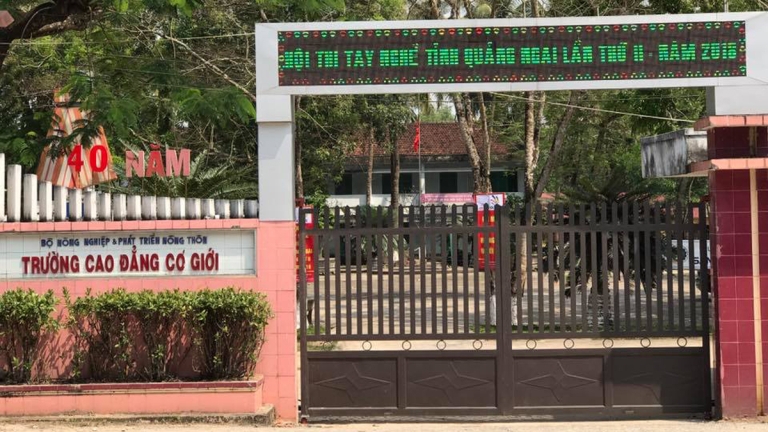 HỘI THI TAY NGHỀ TỈNH QUẢNG NGÃI LẦN THỨ II NĂM 2018
40 NĂM
BỘ NÔNG NGHIỆP & PHÁT TRIỂN NÔNG THÔN
TRƯỜNG CAO ĐẲNG CƠ GIỚI